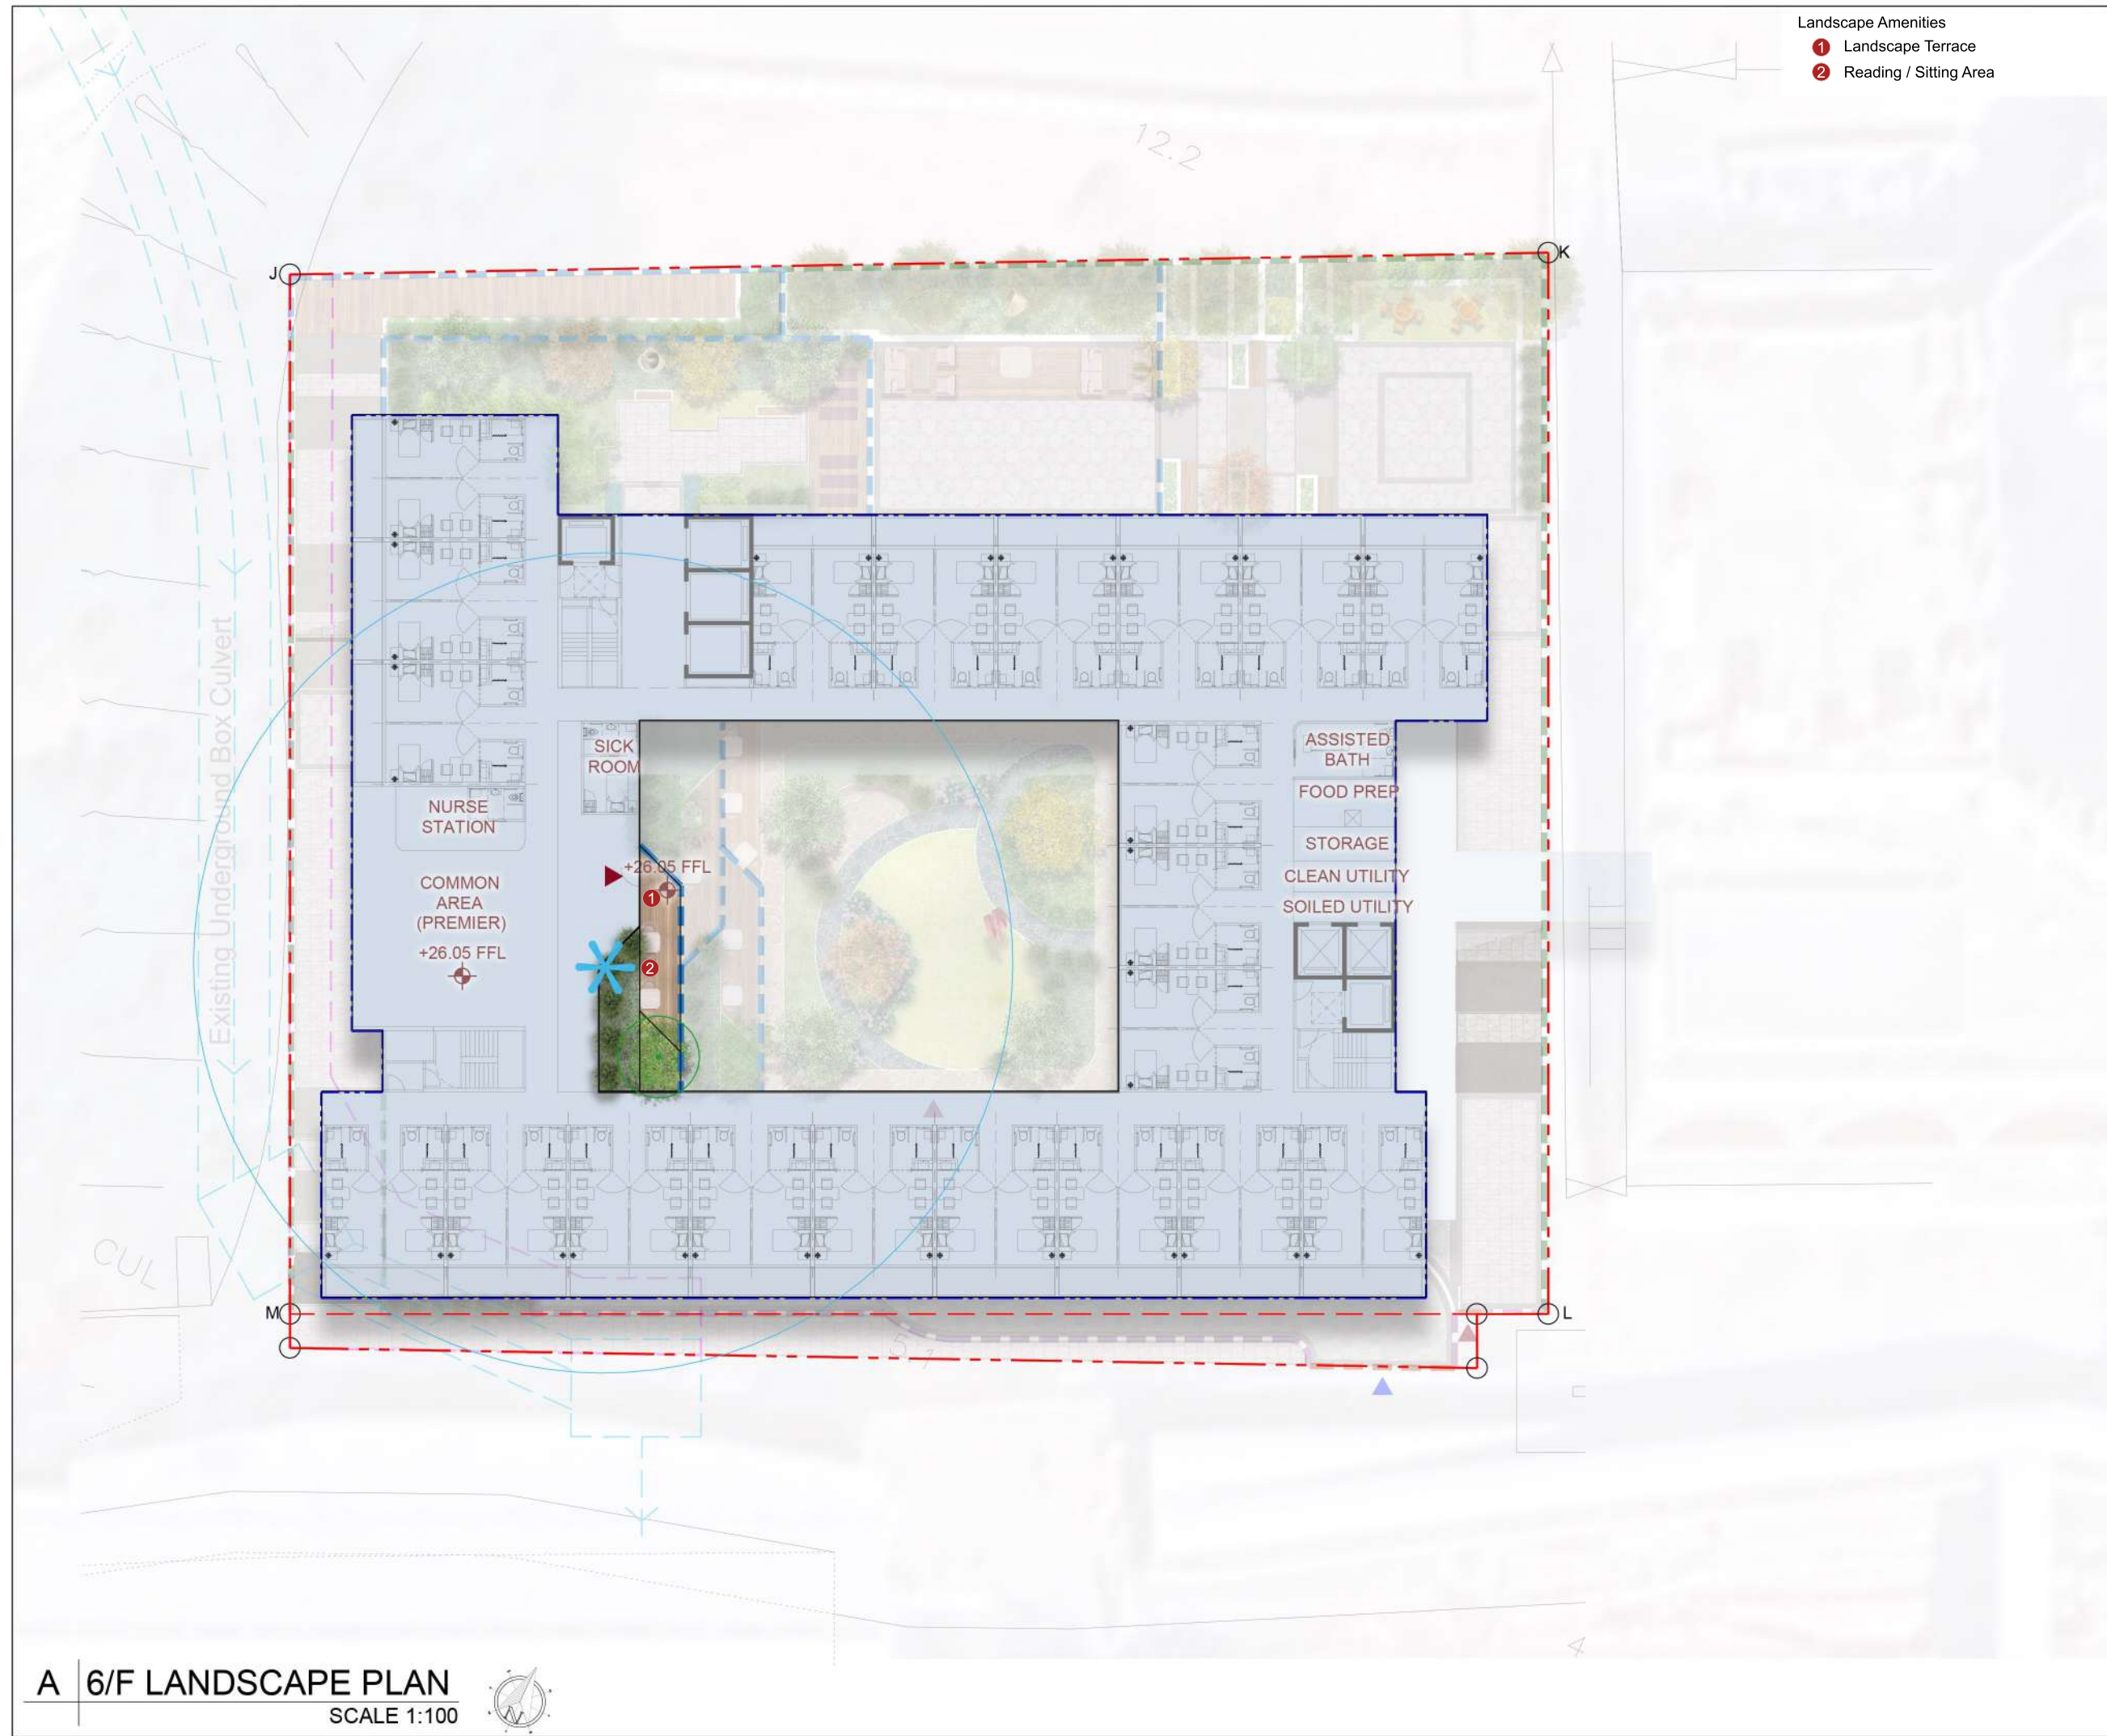 Landscape Amenities
1 Landscape Terrace
2 Reading / Sitting Area
12.2
J
K
SICK
ROOM
ASSISTED
BATH
FOOD PREP
NURSE
STATION
STORAGE
+26.05 FFL
CLEAN UTILITY
COMMON
AREA
(PREMIER)
1
SOILED UTILITY
+26.05 FFL
2
Existing Underground Box Culvert
CUL
M
L
A 6/F LANDSCAPE PLAN
SCALE 1:100
N